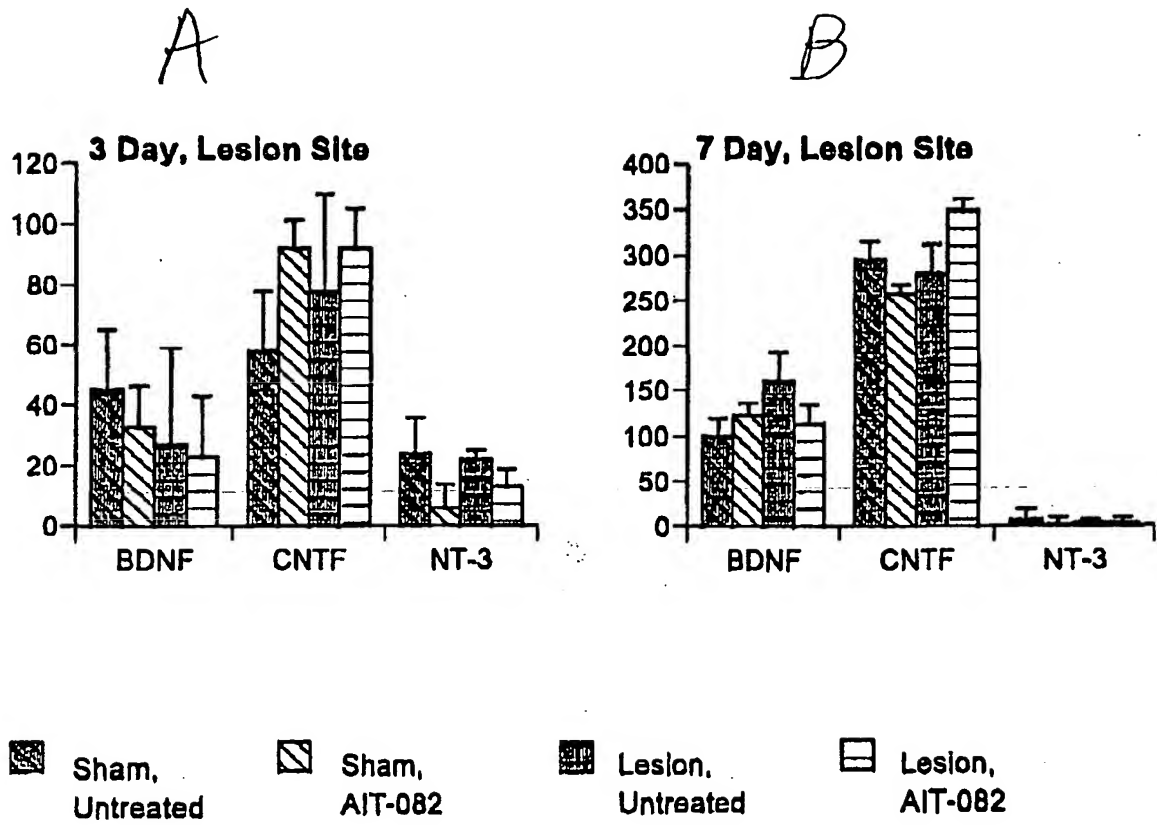 A
B
3 Day, Lesion Site
120
100
80
60
40
20
0
BDNF CNTF NT-3
7 Day, Lesion Site
400
350
300
250
200
150
100
50
0
BDNF CNTF NT-3
Sham,
Untreated
Sham,
AIT-082
Lesion,
Untreated
Lesion,
AIT-082